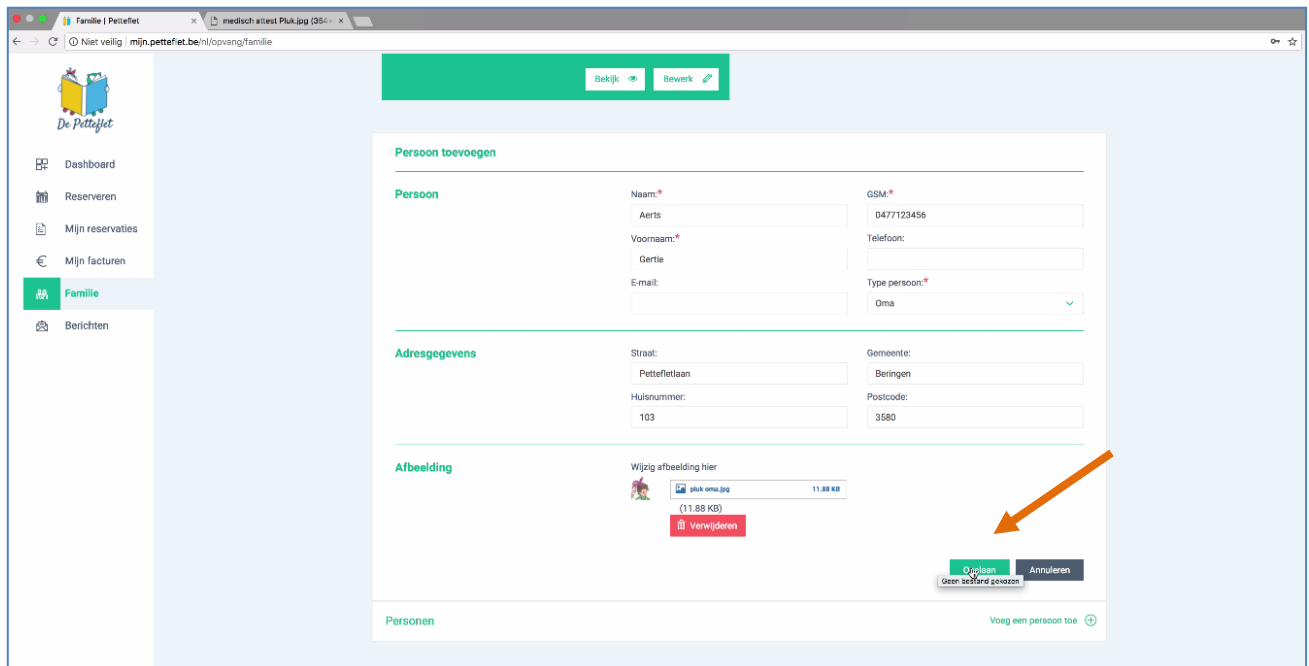 Familie | Petteflet
medisch attest Pluk.jpg (364×
Niet veilig | mijn.petteflet.be/nl/opvang/familie
De Petteflet
Dashboard
Reserveren
Mijn reservaties
Mijn facturen
Familie
Berichten
Bekijk
Bewerk
Persoon toevoegen
Persoon
Naam:*
GSM:*
Aerts
0477123456
Voornaam:*
Telefoon:
Gertie
E-mail:
Type persoon:*
Oma
Adresgegevens
Straat:
Gemeente:
Pettefletlaan
Beringen
Huisnummer:
Postcode:
103
3580
Afbeelding
Wijzig afbeelding hier
pluk oma.jpg
11.88 KB
(11.88 KB)
Verwijderen
Opslaan
Annuleren
Geen bestand gekozen
Personen
Voeg een persoon toe